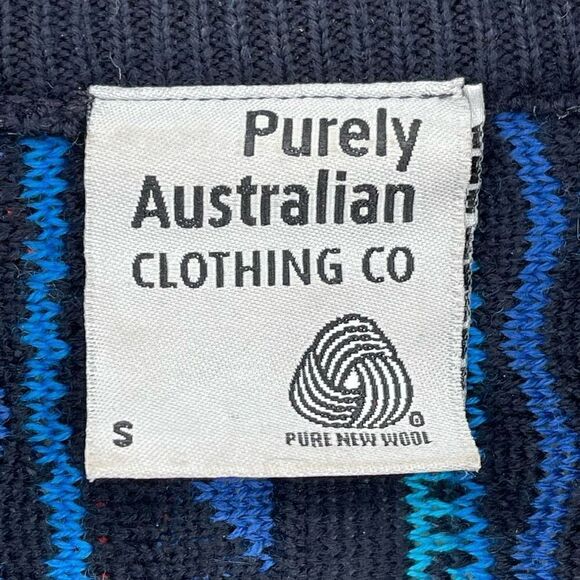 Purely
Australian
CLOTHING CO
S
PURE NEW WOOL